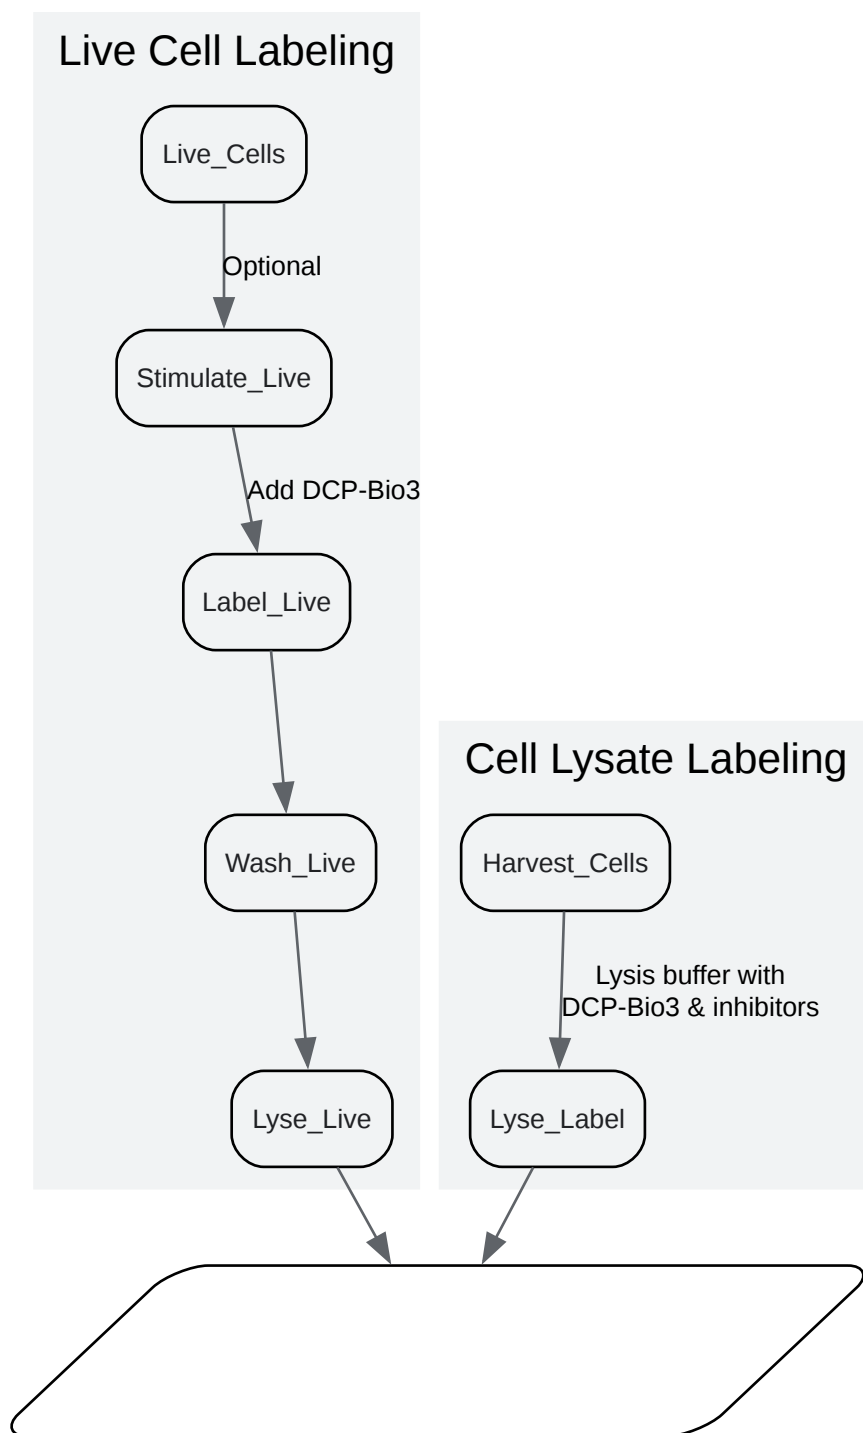 Live Cell Labeling
Live_Cells
Optional
Stimulate_Live
Add DCP-Bio3
Label_Live
Wash_Live
Lyse_Live
Cell Lysate Labeling
Harvest_Cells
Lysis buffer with
DCP-Bio3 & inhibitors
Lyse_Label